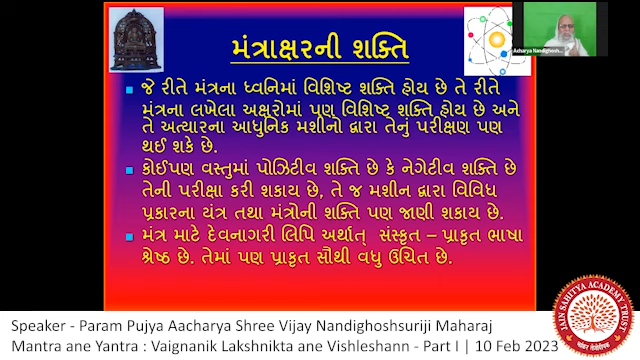 મંત્રાક્ષરની શક્તિ
Acharya Nandighosh...
જે રીતે મંત્રના ધ્વનિમાં વિશિષ્ટ શક્તિ હોય છે તે રીતે
મંત્રના લખેલા અક્ષરોમાં પણ વિશિષ્ટ શક્તિ હોય છે અને
તે અત્યારના આધુનિક મશીનો દ્વારા તેનું પરીક્ષણ પણ
થઈ શકે છે.
કોઈપણ વસ્તુમાં પોઝિટીવ શક્તિ છે કે નેગેટીવ શક્તિ છે
તેની પરીક્ષા કરી શકાય છે, તે જ મશીન દ્વારા વિવિધ
પ્રકારના યંત્ર તથા મંત્રોની શક્તિ પણ જાણી શકાય છે.
મંત્ર માટે દેવનાગરી લિપિ અર્થાત્ સંસ્કૃત – પ્રાકૃત ભાષા
શ્રેષ્ઠ છે. તેમાં પણ પ્રાકૃત સૌથી વધુ ઉચિત છે.
Speaker - Param Pujya Aacharya Shree Vijay Nandighoshsuriji Maharaj
Mantra ane Yantra : Vaignanik Lakshnikta ane Vishleshann - Part I | 10 Feb 2023
JAIN SAHITYA ACADEMY TRUST